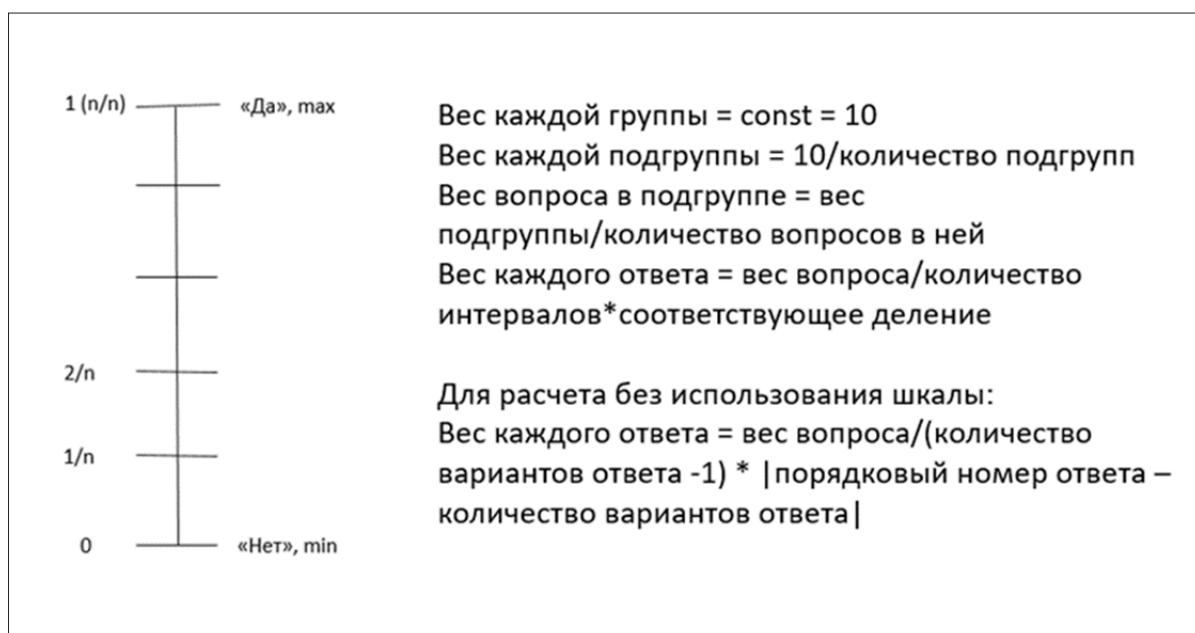 1 (n/n)
«Да», max
2/n
1/n
0
«Нет», min
Вес каждой группы = const = 10
Вес каждой подгруппы = 10/количество подгрупп
Вес вопроса в подгруппе = вес
подгруппы/количество вопросов в ней
Вес каждого ответа = вес вопроса/количество
интервалов*соответствующее деление
Для расчета без использования шкалы:
Вес каждого ответа = вес вопроса/(количество
вариантов ответа -1) * |порядковый номер ответа –
количество вариантов ответа|